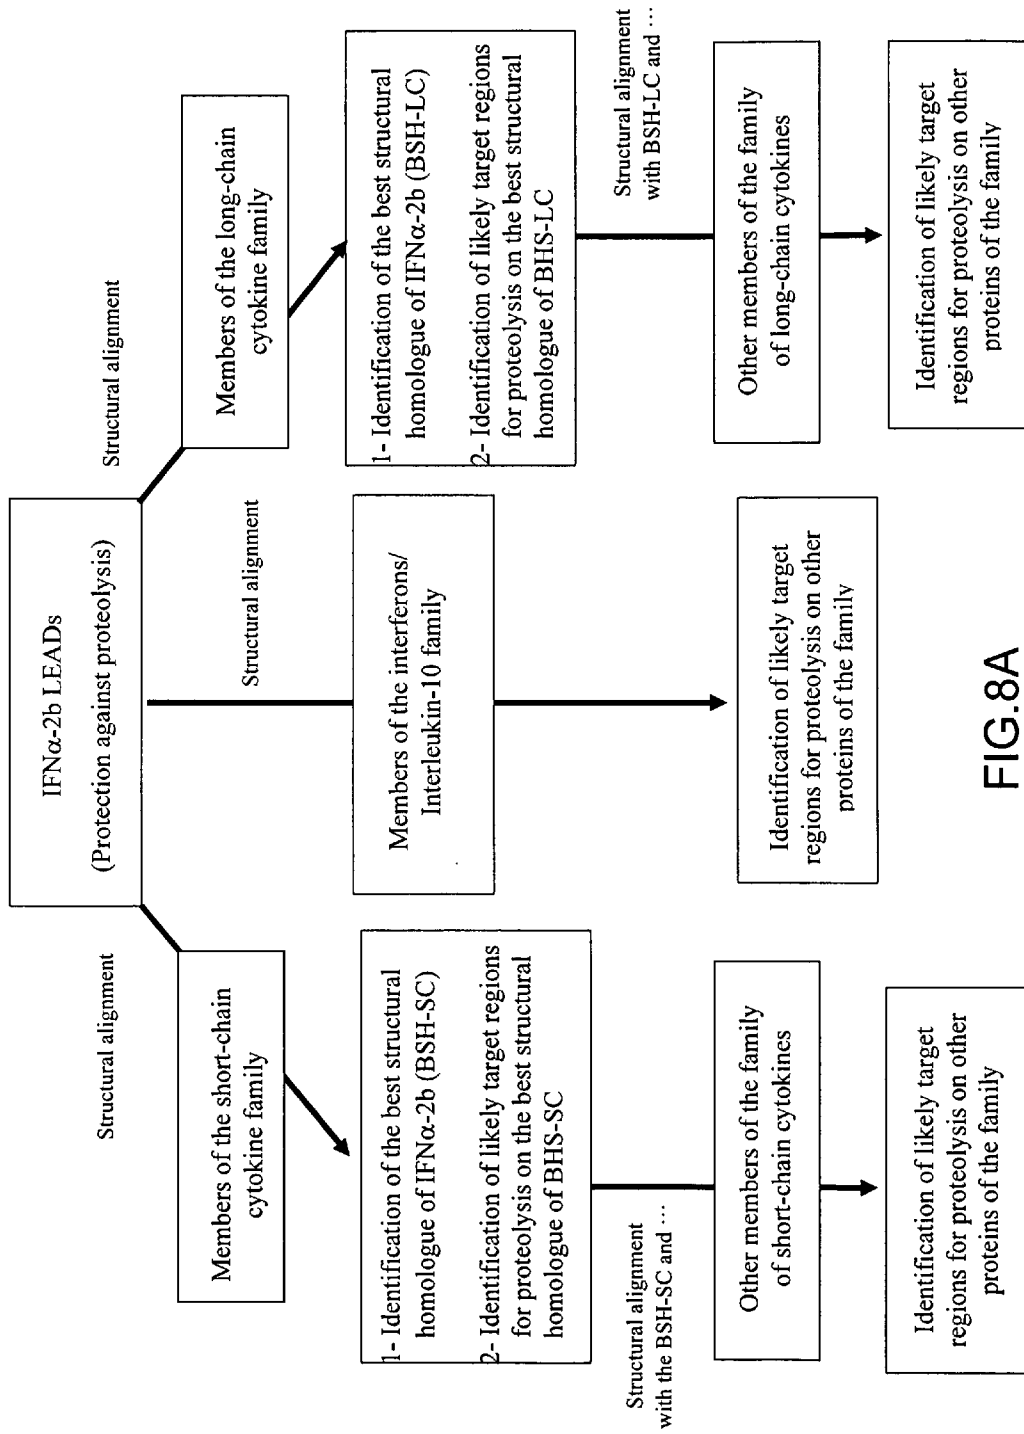 IFNα-2b LEADs
(Protection against proteolysis)
Structural alignment
Structural alignment
Structural alignment
Members of the short-chain
cytokine family
Members of the long-chain
cytokine family
1- Identification of the best structural
homologue of IFNα-2b (BSH-SC)
2- Identification of likely target regions
for proteolysis on the best structural
homologue of BHS-SC
Members of the interferons/
Interleukin-10 family
1- Identification of the best structural
homologue of IFNα-2b (BSH-LC)
2- Identification of likely target regions
for proteolysis on the best structural
homologue of BHS-LC
Structural alignment
with the BSH-SC and ···
Structural alignment
with BSH-LC and ···
Other members of the family
of short-chain cytokines
Identification of likely target
regions for proteolysis on other
proteins of the family
Other members of the family
of long-chain cytokines
Identification of likely target
regions for proteolysis on other
proteins of the family
Identification of likely target
regions for proteolysis on other
proteins of the family
FIG.8A